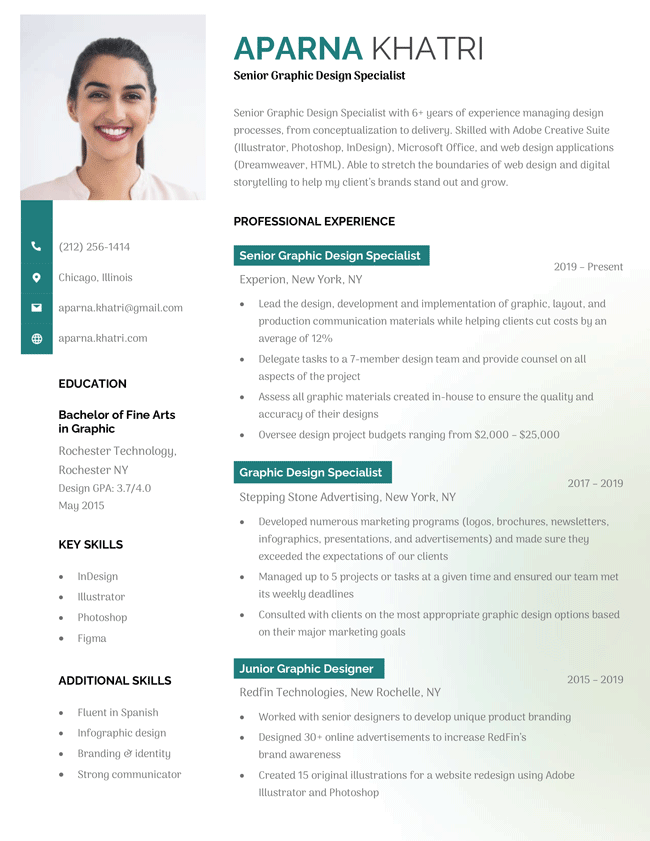 APARNA KHATRI
Senior Graphic Design Specialist
Senior Graphic Design Specialist with 6+ years of experience managing design
processes, from conceptualization to delivery. Skilled with Adobe Creative Suite
(Illustrator, Photoshop, InDesign), Microsoft Office, and web design applications
(Dreamweaver, HTML). Able to stretch the boundaries of web design and digital
storytelling to help my client's brands stand out and grow.
(212) 256-1414
Chicago, Illinois
aparna.khatri@gmail.com
aparna.khatri.com
EDUCATION
Bachelor of Fine Arts
in Graphic
Rochester Technology,
Rochester NY
Design GPA: 3.7/4.0
May 2015
KEY SKILLS
• InDesign
• Illustrator
• Photoshop
• Figma
ADDITIONAL SKILLS
• Fluent in Spanish
• Infographic design
• Branding & identity
• Strong communicator
PROFESSIONAL EXPERIENCE
Senior Graphic Design Specialist
2019 – Present
Experion, New York, NY
• Lead the design, development and implementation of graphic, layout, and
production communication materials while helping clients cut costs by an
average of 12%
• Delegate tasks to a 7-member design team and provide counsel on all
aspects of the project
• Assess all graphic materials created in-house to ensure the quality and
accuracy of their designs
• Oversee design project budgets ranging from $2,000 – $25,000
Graphic Design Specialist
2017 – 2019
Stepping Stone Advertising, New York, NY
• Developed numerous marketing programs (logos, brochures, newsletters,
infographics, presentations, and advertisements) and made sure they
exceeded the expectations of our clients
• Managed up to 5 projects or tasks at a given time and ensured our team met
its weekly deadlines
• Consulted with clients on the most appropriate graphic design options based
on their major marketing goals
Junior Graphic Designer
2015 – 2019
Redfin Technologies, New Rochelle, NY
• Worked with senior designers to develop unique product branding
• Designed 30+ online advertisements to increase RedFin's
brand awareness
• Created 15 original illustrations for a website redesign using Adobe
Illustrator and Photoshop